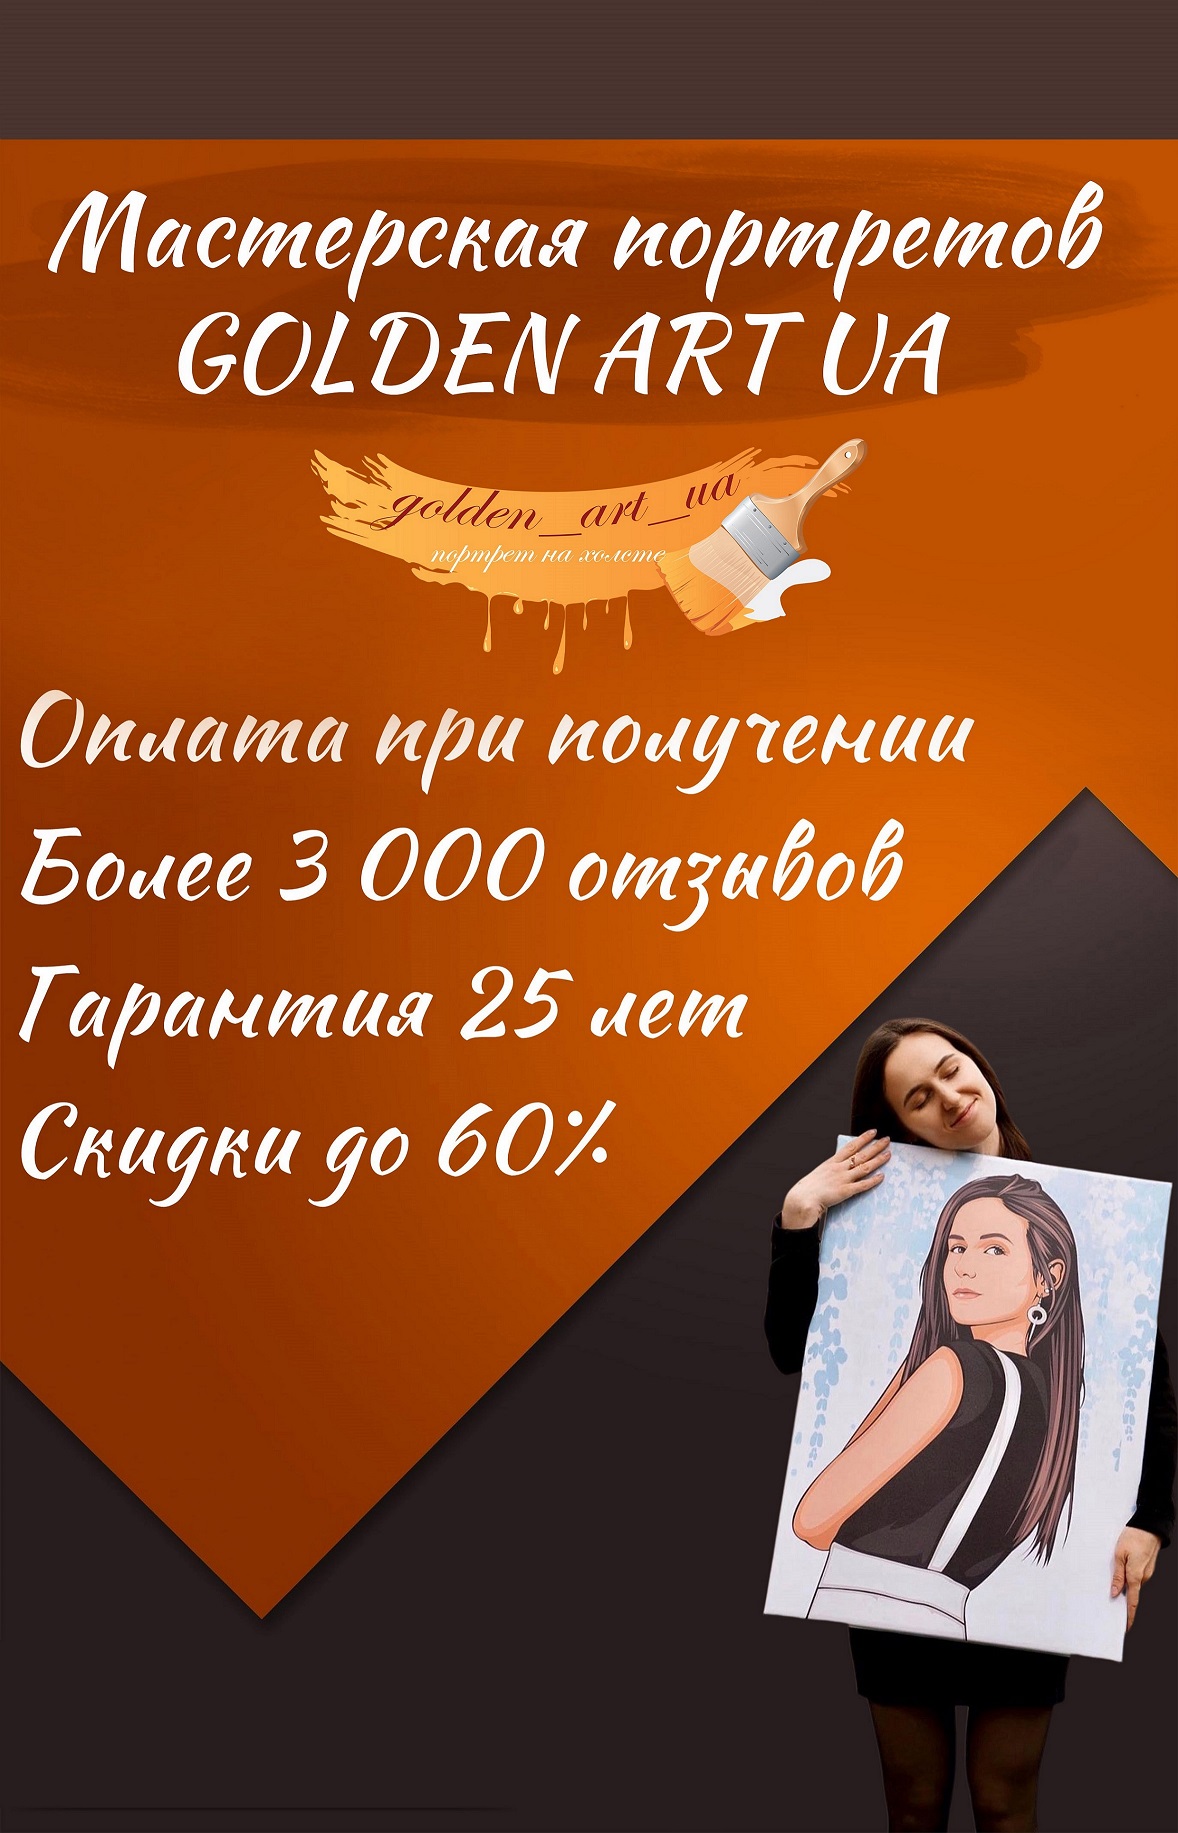 Мастерская портретов
GOLDEN ART UA
golden_art_ua
портрет на холсте
Оплата при получении
Более 3 000 отзывов
Гарантия 25 лет
Скидки до 60%